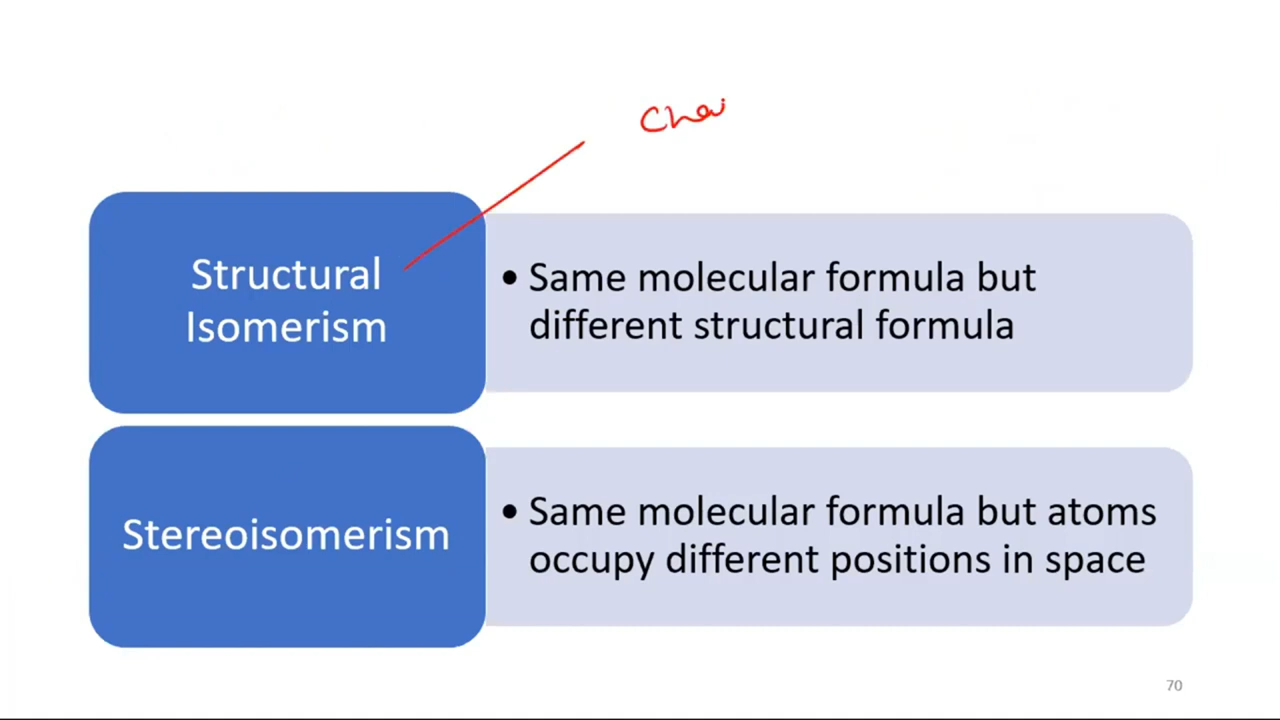 Chai
Structural
Isomerism
• Same molecular formula but
different structural formula
Stereoisomerism
• Same molecular formula but atoms
occupy different positions in space
70